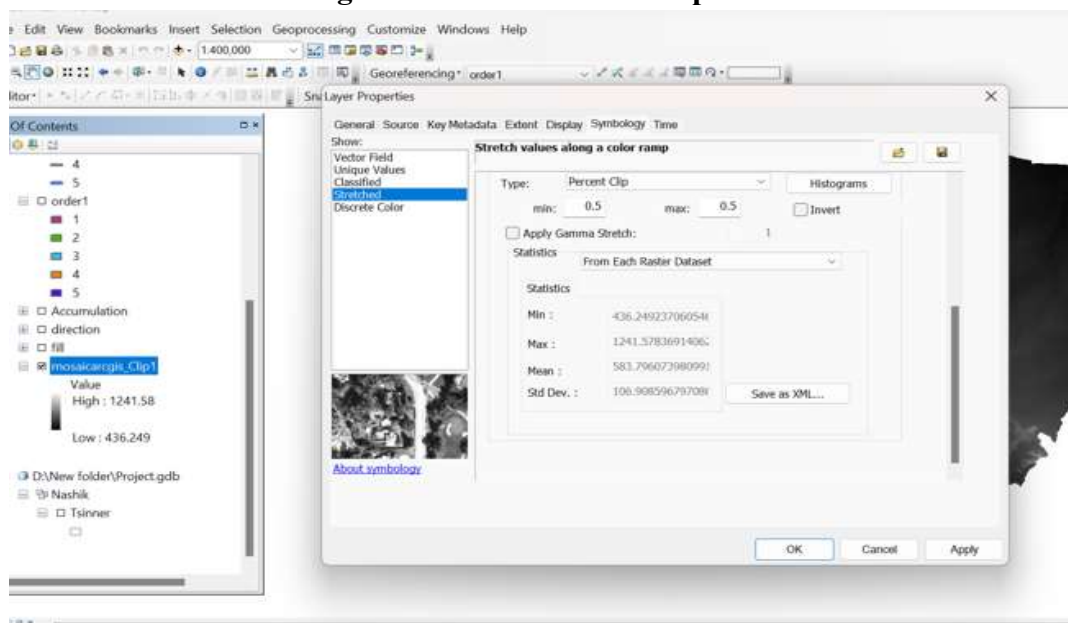 Edit View Bookmarks Insert Selection Geoprocessing Customize Windows Help
1:400,000
Georeferencing order1
Layer Properties
Of Contents
General Source Key Metadata Extent Display Symbology Time
Show:
Vector Field
Unique Values
Classified
Stretched
Discrete Color
Stretch values along a color ramp
Type: Percent Clip Histograms
min: 0.5 max: 0.5 Invert
Apply Gamma Stretch: 1
Statistics
From Each Raster Dataset
Statistics
Min : 436.2492370605
Max : 1241.578369140
Mean : 583.7960739809
Std Dev. : 106.908596797
Save as XML...
About symbology
OK Cancel Apply
4
5
order1
1
2
3
4
5
Accumulation
direction
fill
mosaicarcgis_Clip1
Value
High : 1241.58
Low : 436.249
D:\New folder\Project.gdb
Nashik
Tsinner